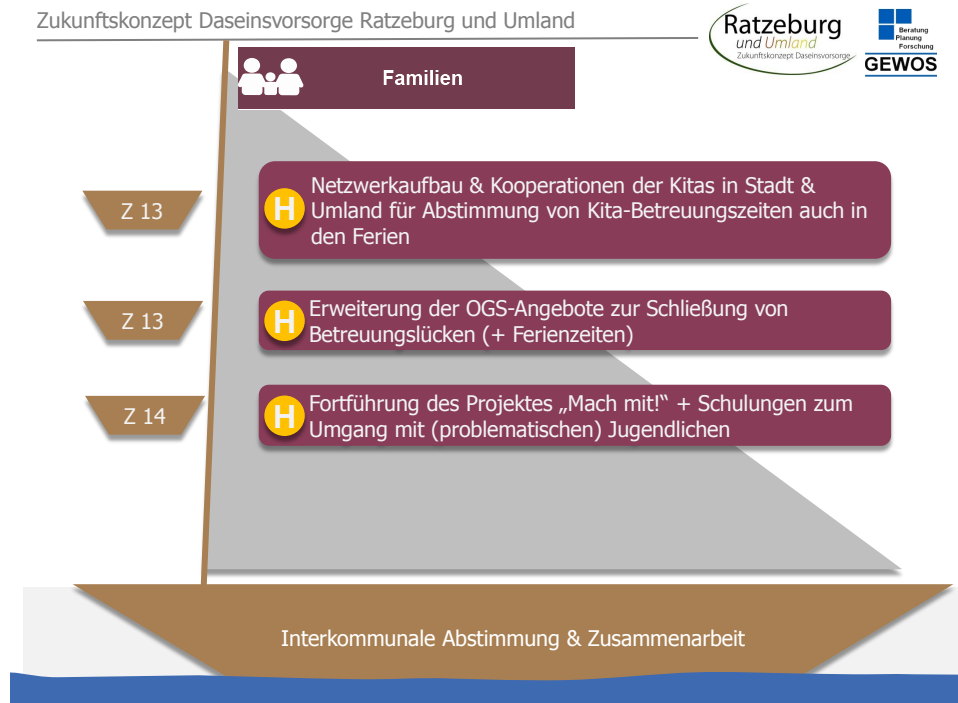 Zukunftskonzept Daseinsvorsorge Ratzeburg und Umland
Ratzeburg
und Umland
Zukunftskonzept Daseinsvorsorge
Beratung
Planung
Forschung
GEWOS
Familien
Z 13
H
Netzwerkaufbau & Kooperationen der Kitas in Stadt &
Umland für Abstimmung von Kita-Betreuungszeiten auch in
den Ferien
Z 13
H
Erweiterung der OGS-Angebote zur Schließung von
Betreuungslücken (+ Ferienzeiten)
Z 14
H
Fortführung des Projektes „Mach mit!“ + Schulungen zum
Umgang mit (problematischen) Jugendlichen
Interkommunale Abstimmung & Zusammenarbeit